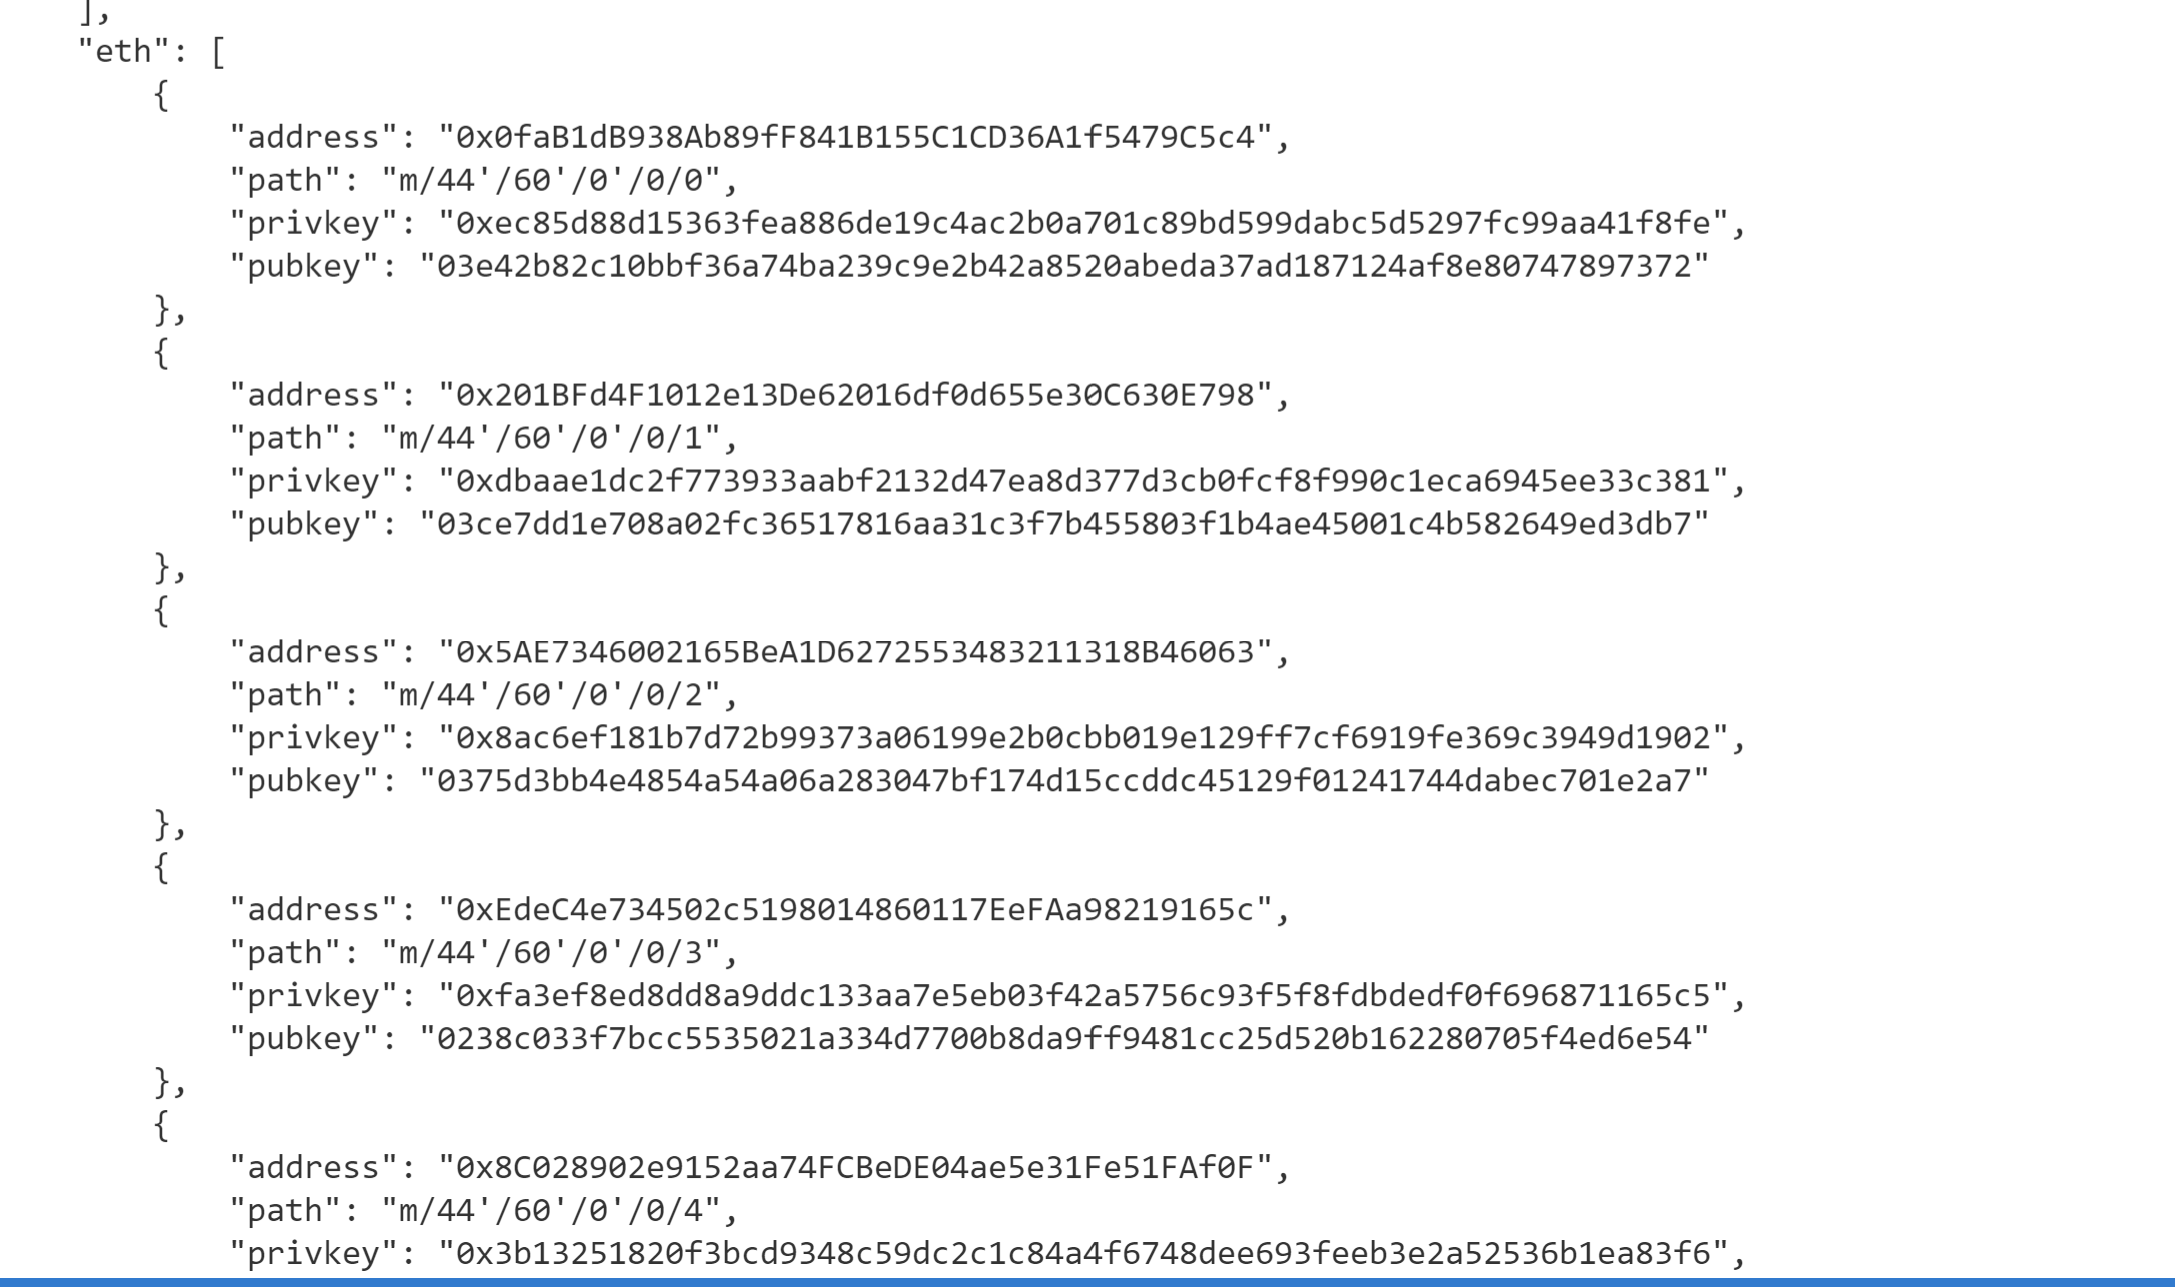 ],
"eth": [
{
"address": "0x0faB1dB938Ab89fF841B155C1CD36A1f5479C5c4",
"path": "m/44'/60'/0'/0/0",
"privkey": "0xec85d88d15363fea886de19c4ac2b0a701c89bd599dabc5d5297fc99aa41f8fe",
"pubkey": "03e42b82c10bbf36a74ba239c9e2b42a8520abeda37ad187124af8e80747897372"
},
{
"address": "0x201BFd4F1012e13De62016df0d655e30C630E798",
"path": "m/44'/60'/0'/0/1",
"privkey": "0xdbaae1dc2f773933aabf2132d47ea8d377d3cb0fcf8f990c1eca6945ee33c381",
"pubkey": "03ce7dd1e708a02fc36517816aa31c3f7b455803f1b4ae45001c4b582649ed3db7"
},
{
"address": "0x5AE7346002165BeA1D6272553483211318B46063",
"path": "m/44'/60'/0'/0/2",
"privkey": "0x8ac6ef181b7d72b99373a06199e2b0cbb019e129ff7cf6919fe369c3949d1902",
"pubkey": "0375d3bb4e4854a54a06a283047bf174d15ccddc45129f01241744dabec701e2a7"
},
{
"address": "0xEdeC4e734502c5198014860117EeFAa98219165c",
"path": "m/44'/60'/0'/0/3",
"privkey": "0xfa3ef8ed8dd8a9ddc133aa7e5eb03f42a5756c93f5f8fdbdedf0f696871165c5",
"pubkey": "0238c033f7bcc5535021a334d7700b8da9ff9481cc25d520b162280705f4ed6e54"
},
{
"address": "0x8C028902e9152aa74FCBeDE04ae5e31Fe51FAf0F",
"path": "m/44'/60'/0'/0/4",
"privkey": "0x3b13251820f3bcd9348c59dc2c1c84a4f6748dee693feeb3e2a52536b1ea83f6",